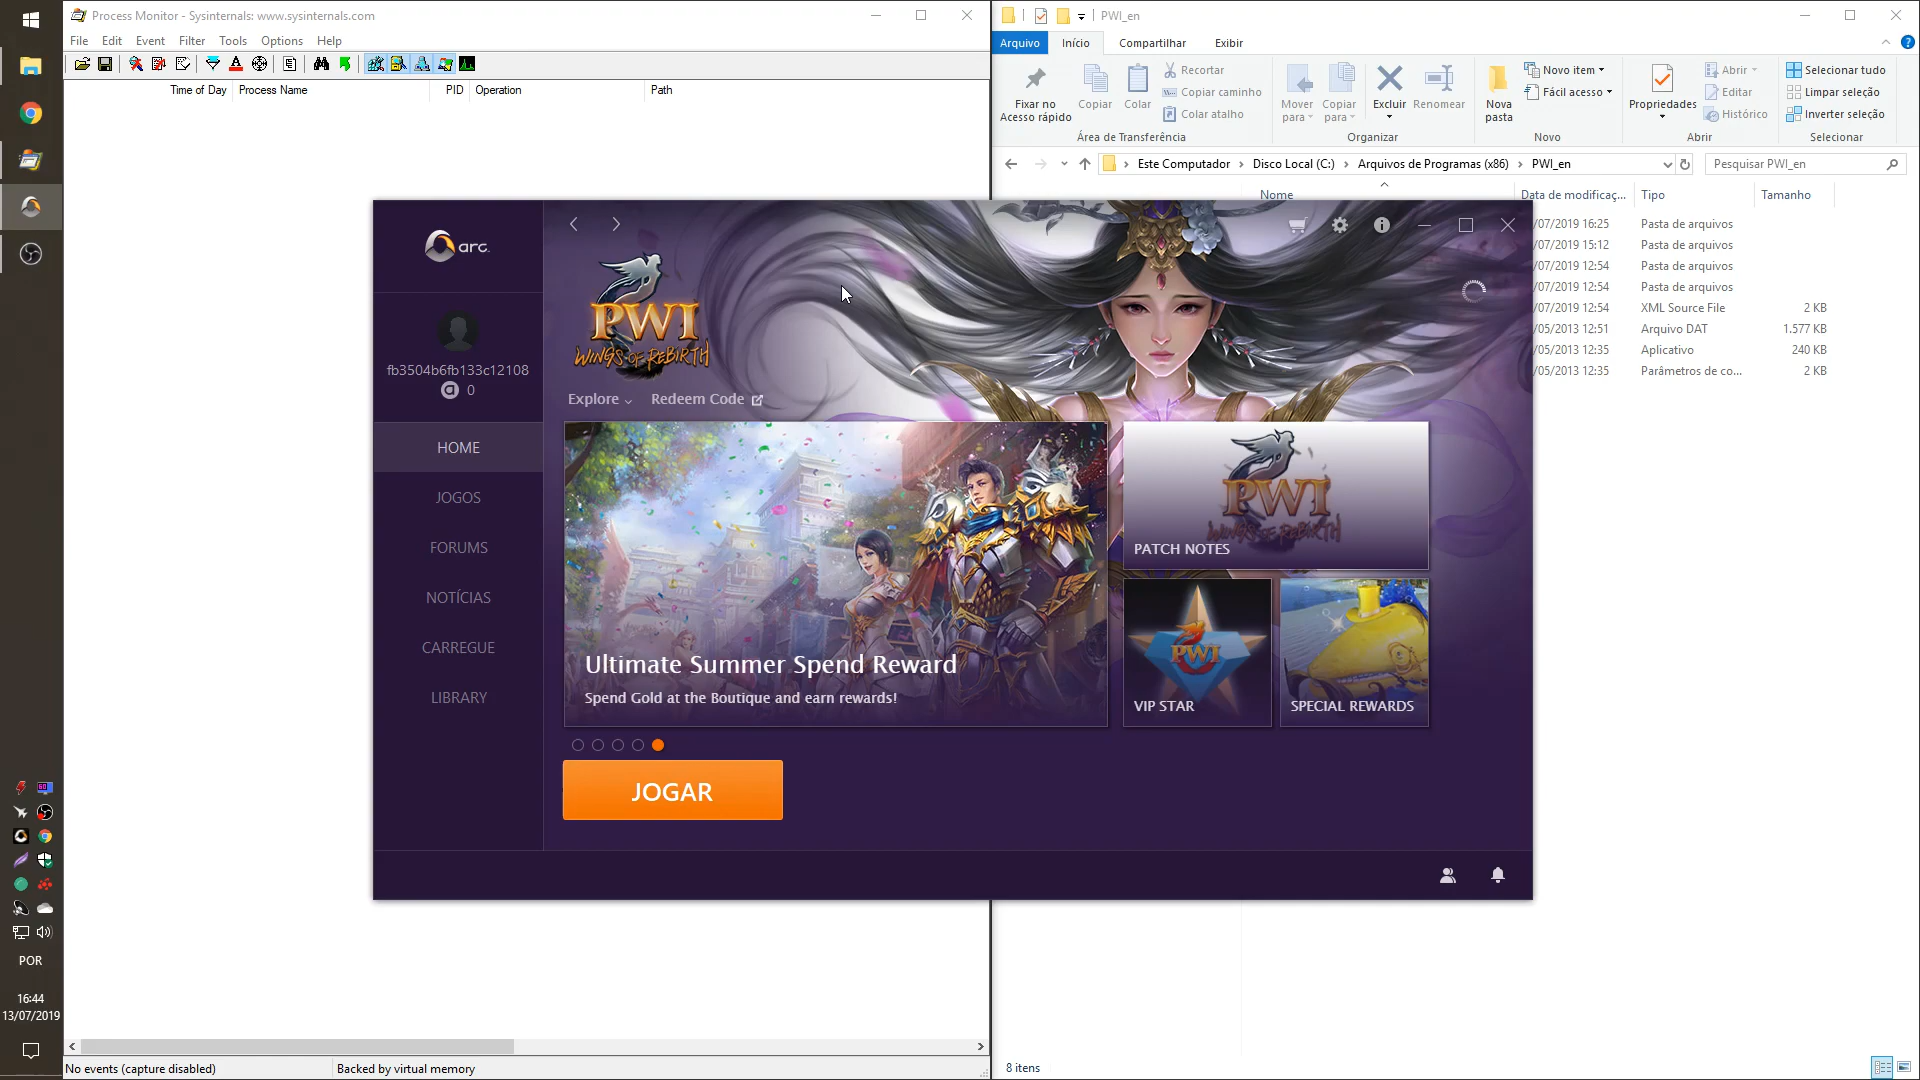 Process Monitor - Sysinternals: www.sysinternals.com
File Edit Event Filter Tools Options Help
Time of Day Process Name PID Operation Path
No events (capture disabled) Backed by virtual memory
PWI_en
Arquivo Início Compartilhar Exibir
Fixar no
Acesso rápido
Copiar
Colar
Recortar
Copiar caminho
Colar atalho
Área de Transferência
Mover
para
Copiar
para
Excluir
Renomear
Organizar
Nova
pasta
Novo item
Fácil acesso
Novo
Propriedades
Abrir
Editar
Histórico
Abrir
Selecionar tudo
Limpar seleção
Inverter seleção
Selecionar
Este Computador Disco Local (C:) Arquivos de Programas (x86) PWI_en
Pesquisar PWI_en
Nome Data de modificaç... Tipo Tamanho
/07/2019 16:25 Pasta de arquivos
/07/2019 15:12 Pasta de arquivos
/07/2019 12:54 Pasta de arquivos
/07/2019 12:54 Pasta de arquivos
/07/2019 12:54 XML Source File 2 KB
/05/2013 12:51 Arquivo DAT 1.577 KB
/05/2013 12:35 Aplicativo 240 KB
/05/2013 12:35 Parâmetros de co... 2 KB
8 itens
arc
fb3504b6fb133c12108
0
HOME
JOGOS
FORUMS
NOTÍCIAS
CARREGUE
LIBRARY
PWI
WINGS OF REBIRTH
Explore Redeem Code
Ultimate Summer Spend Reward
Spend Gold at the Boutique and earn rewards!
PWI
WINGS OF REBIRTH
PATCH NOTES
PWI
VIP STAR
SPECIAL REWARDS
JOGAR
POR
16:44
13/07/2019